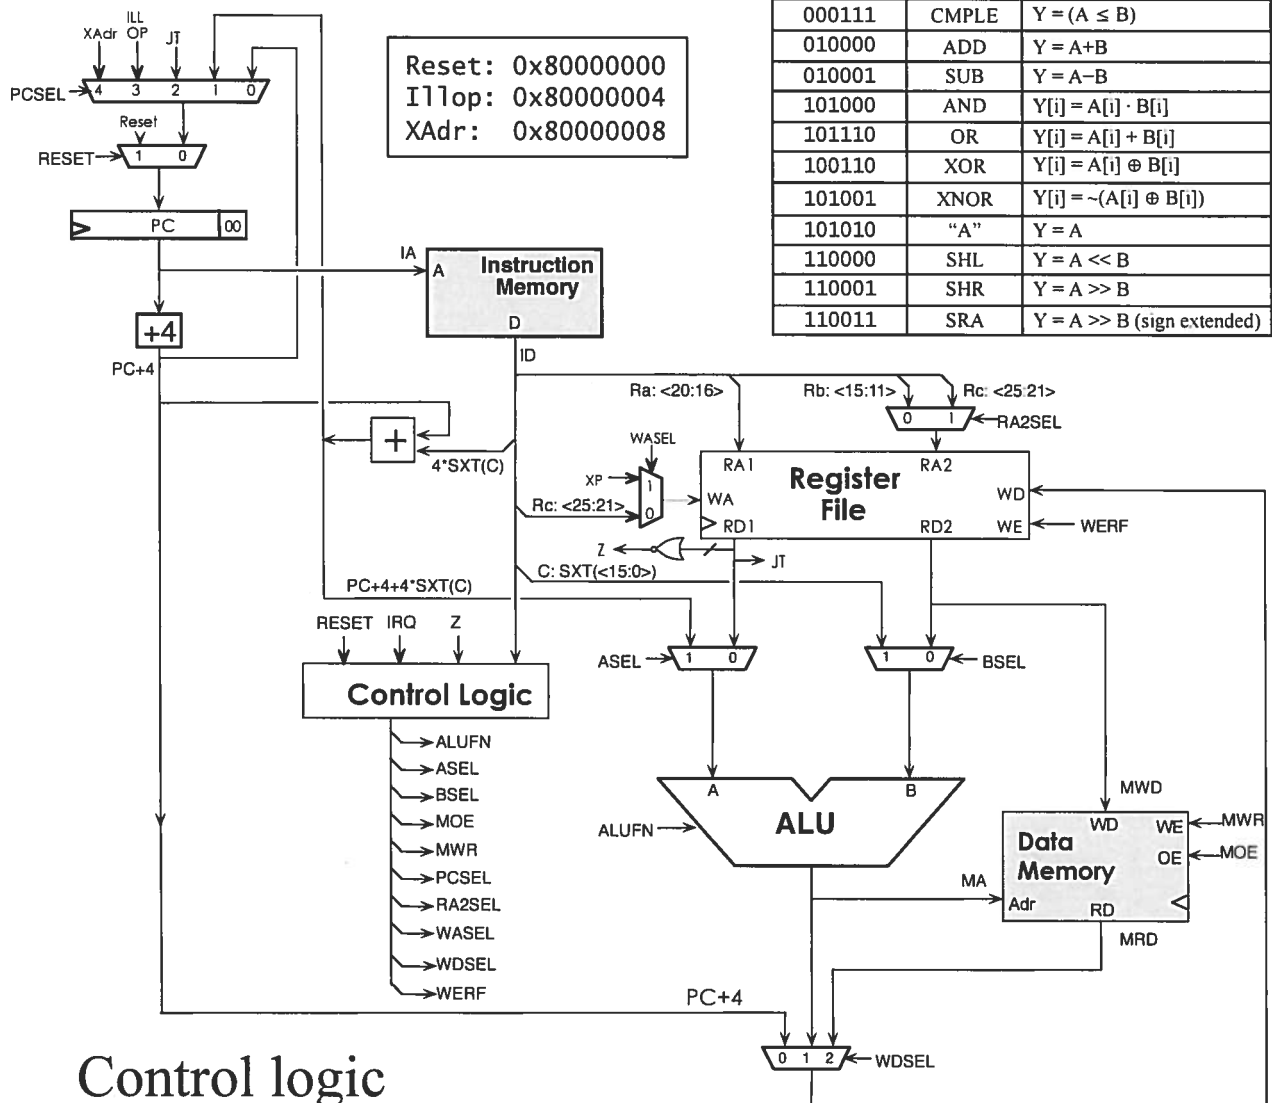 ILL
XAdr OP JT
PCSEL 4 3 2 1 0
Reset
RESET 1 0
PC 00
+4
PC+4
Reset: 0x80000000
Illop: 0x80000004
XAdr: 0x80000008
000111 CMPLE Y = (A ≤ B)
010000 ADD Y = A+B
010001 SUB Y = A−B
101000 AND Y[i] = A[i] · B[i]
101110 OR Y[i] = A[i] + B[i]
100110 XOR Y[i] = A[i] ⊕ B[i]
101001 XNOR Y[i] = ~(A[i] ⊕ B[i])
101010 “A” Y = A
110000 SHL Y = A << B
110001 SHR Y = A >> B
110011 SRA Y = A >> B (sign extended)
IA
A Instruction
Memory
D
ID
Ra: <20:16> Rb: <15:11> Rc: <25:21>
0 1 RA2SEL
+
4*SXT(C)
WASEL
XP 1
Rc: <25:21> 0
RA1 RA2
Register
File
WA WD
RD1 RD2 WE WERF
Z JT
C: SXT(<15:0>)
PC+4+4*SXT(C)
RESET IRQ Z
ASEL 1 0 1 0 BSEL
Control Logic
ALUFN
ASEL
BSEL
MOE
MWR
PCSEL
RA2SEL
WASEL
WDSEL
WERF
A B
ALUFN ALU
MWD
WD WE MWR
Data
Memory
OE MOE
MA
Adr RD
MRD
PC+4
0 1 2 WDSEL
Control logic